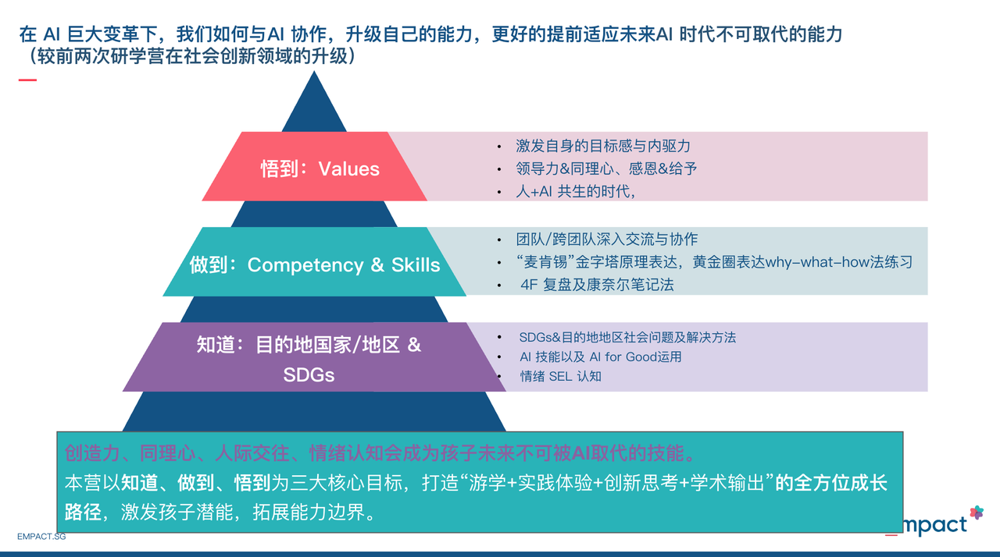 在 AI 巨大变革下，我们如何与AI 协作，升级自己的能力，更好的提前适应未来AI 时代不可取代的能力
（较前两次研学营在社会创新领域的升级）
悟到：Values
• 激发自身的目标感与内驱力
• 领导力&同理心、感恩&给予
• 人+AI 共生的时代，
做到：Competency & Skills
• 团队/跨团队深入交流与协作
• “麦肯锡”金字塔原理表达，黄金圈表达why-what-how法练习
• 4F 复盘及康奈尔笔记法
知道：目的地国家/地区 &
SDGs
• SDGs&目的地地区社会问题及解决方法
• AI 技能以及 AI for Good运用
• 情绪 SEL 认知
创造力、同理心、人际交往、情绪认知会成为孩子未来不可被AI取代的技能。
本营以知道、做到、悟到为三大核心目标，打造“游学+实践体验+创新思考+学术输出”的全方位成长
路径，激发孩子潜能，拓展能力边界。
EMPACT.SG
mpact